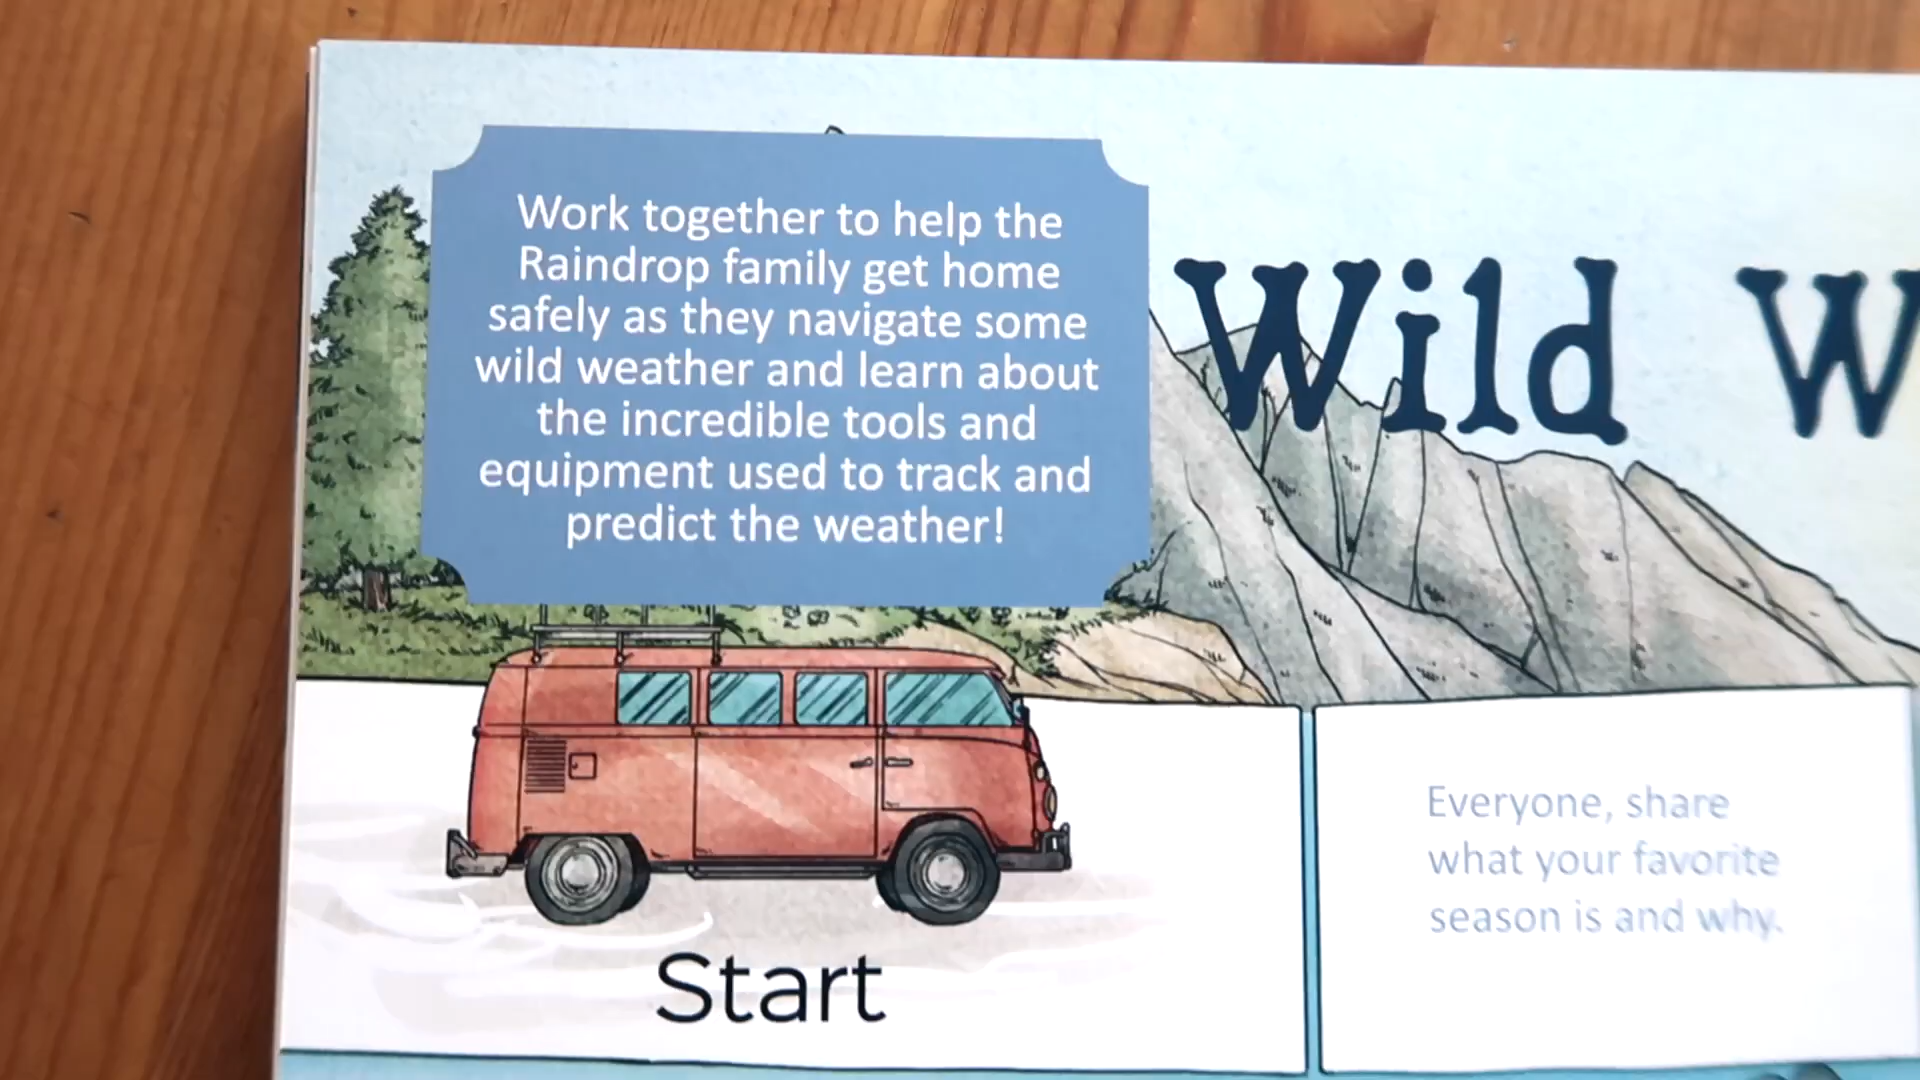 Work together to help the
Raindrop family get home
safely as they navigate some
wild weather and learn about
the incredible tools and
equipment used to track and
predict the weather!
Wild W
Start
Everyone, share
what your favorite
season is and why.